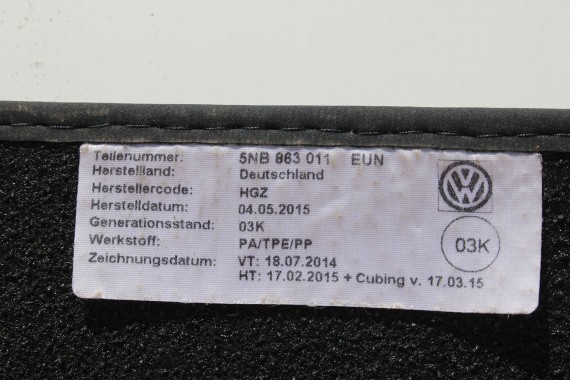 Teilenummer: 5NB 863 011 EUN
Herstelland: Deutschland
Herstellercode: HGZ
Herstelldatum: 04.05.2015
Generationsstand: 03K
Werkstoff: PA/TPE/PP
Zeichnungsdatum: VT: 18.07.2014
HT: 17.02.2015 + Cubing v. 17.03.15
VW
03K